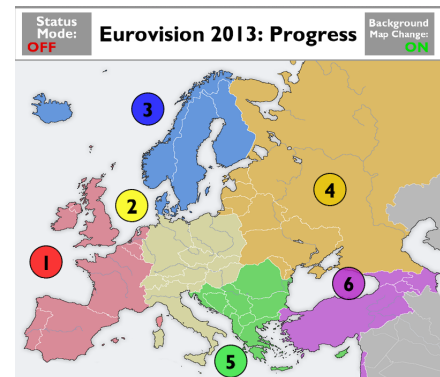 Status
Mode:
OFF
Eurovision 2013: Progress
Background
Map Change:
ON
3
2
4
1
6
5